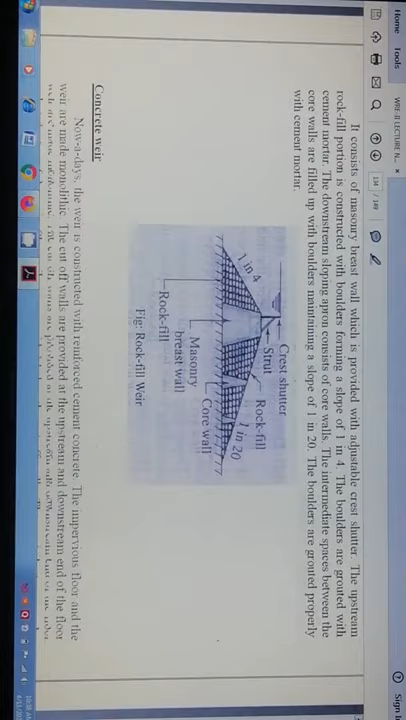 Home Tools
WRE-II LECTURE N... ×
Sign I
134 / 149
It consists of masonry breast wall which is provided with adjustable crest shutter. The upstream
rock-fill portion is constructed with boulders forming a slope of 1 in 4. The boulders are grouted with
cement mortar. The downstream sloping apron consists of core walls. The intermediate spaces between the
core walls are filled up with boulders maintaining a slope of 1 in 20. The boulders are grouted properly
with cement mortar.
Crest shutter
Strut
Rock-fill
1 in 4
1 in 20
Core wall
Masonry
breast wall
Rock-fill
Fig: Rock-fill Weir
Concrete weir
Now-a-days, the weir is constructed with reinforced cement concrete. The impervious floor and the
weir are made monolithic. The cut off walls are provided at the upstream and downstream end of the floor